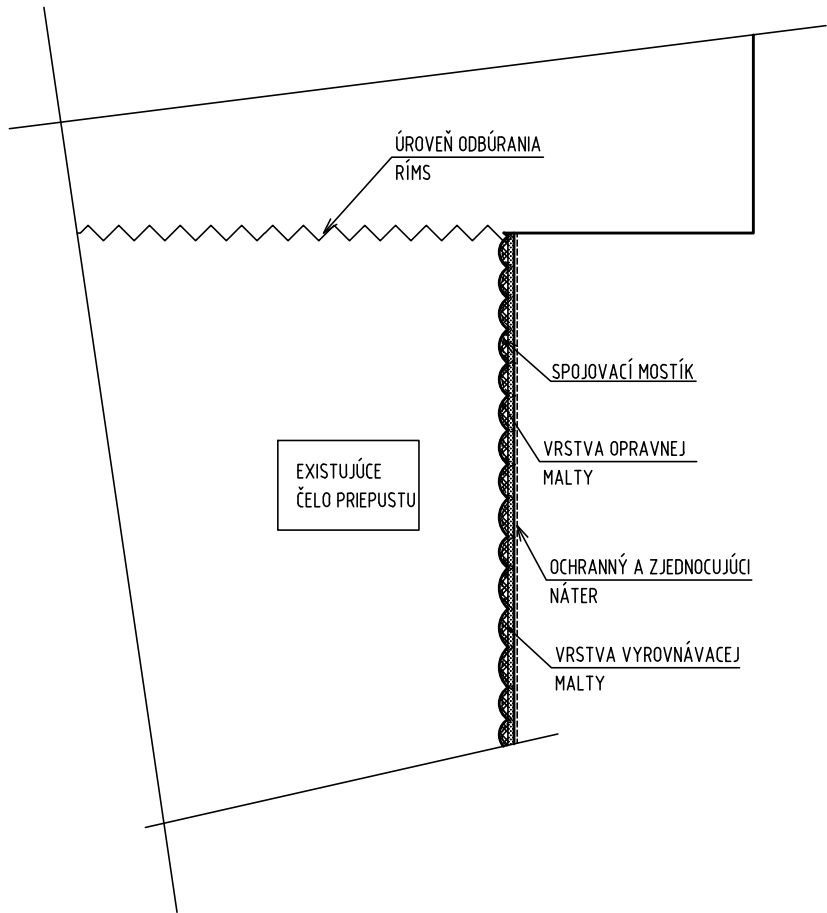 ÚROVEŇ ODBÚRANIA
RÍMS
SPOJOVACÍ MOSTÍK
VRSTVA OPRAVNEJ
MALTY
EXISTUJÚCE
ČELO PRIEPUSTU
OCHRANNÝ A ZJEDNOCUJÚCI
NÁTER
VRSTVA VYROVNÁVACEJ
MALTY